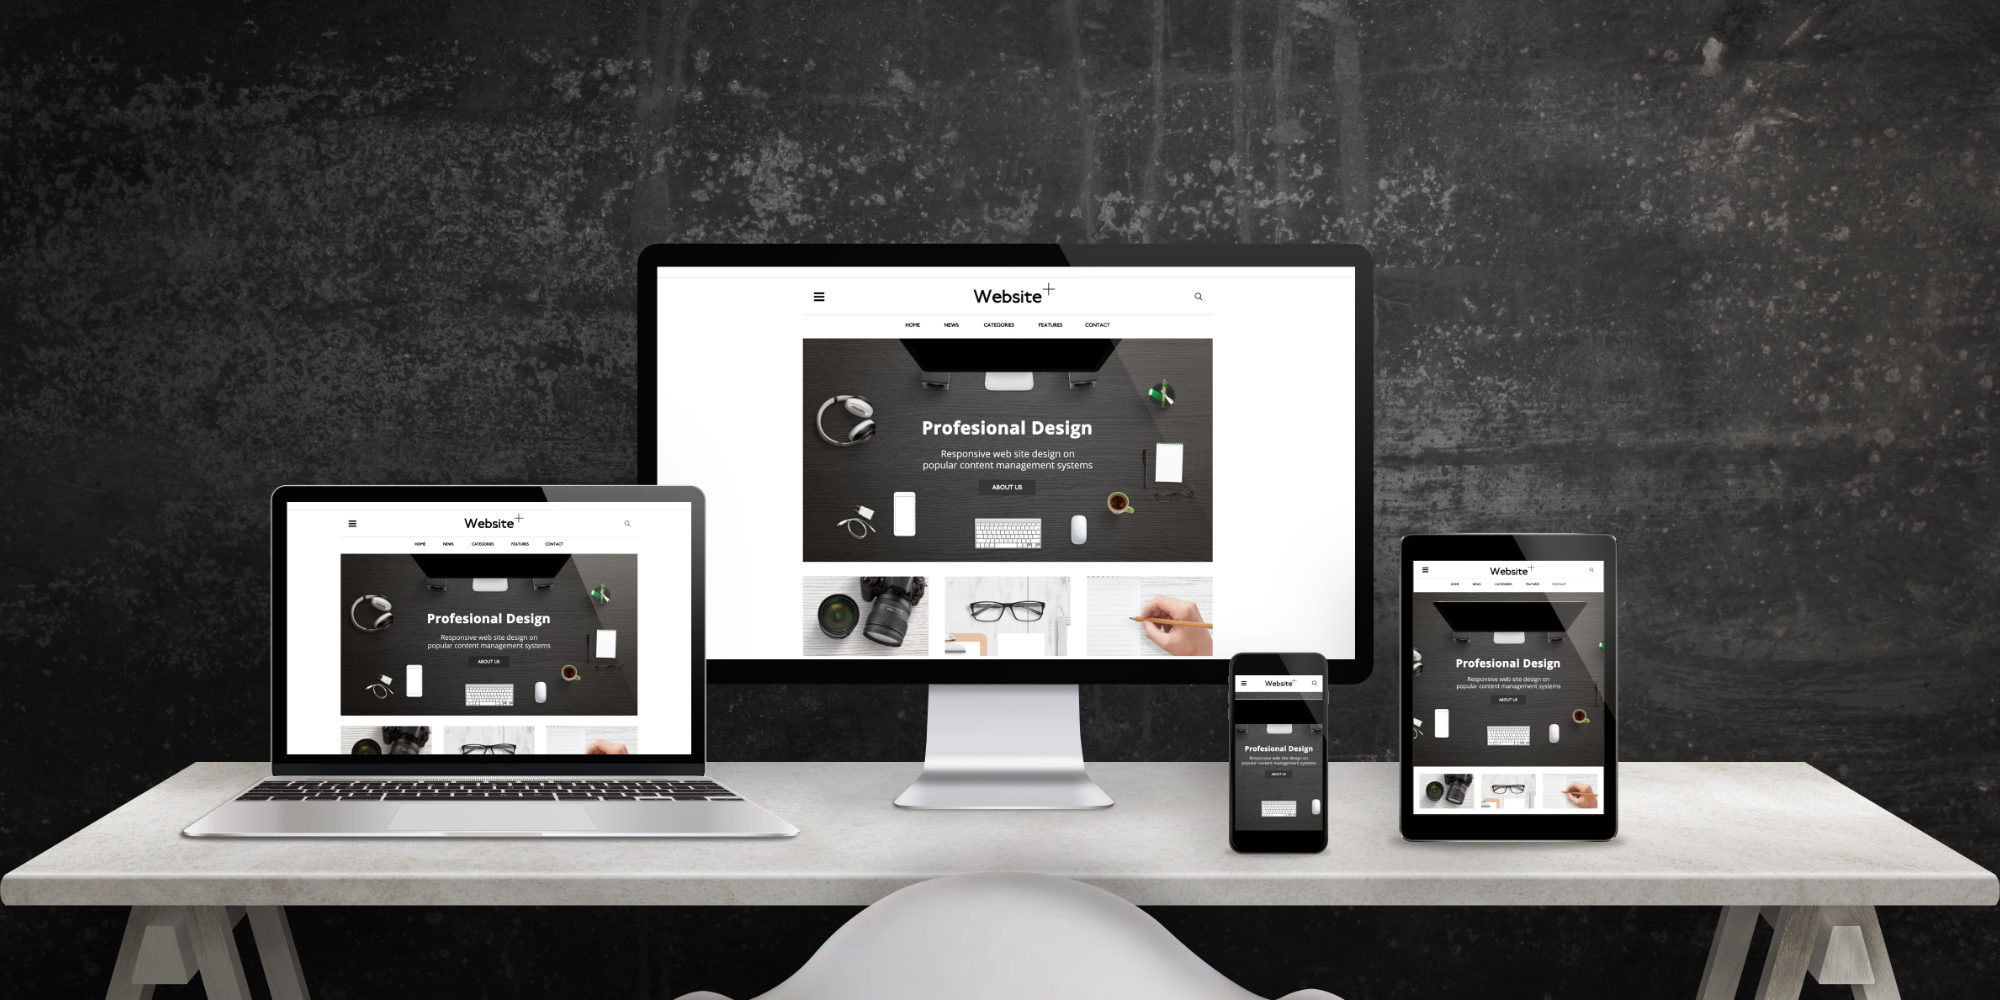 Website+
HOME NEWS CATEGORIES FEATURES CONTACT
Profesional Design
Responsive web site design on
popular content management systems
ABOUT US
Website+
HOME NEWS CATEGORIES FEATURES CONTACT
Profesional Design
Responsive web site design on
popular content management systems
ABOUT US
Website+
Profesional Design
Responsive web site design on
popular content management systems
ABOUT US
Website+
HOME NEWS CATEGORIES FEATURES CONTACT
Profesional Design
Responsive web site design on
popular content management systems
ABOUT US